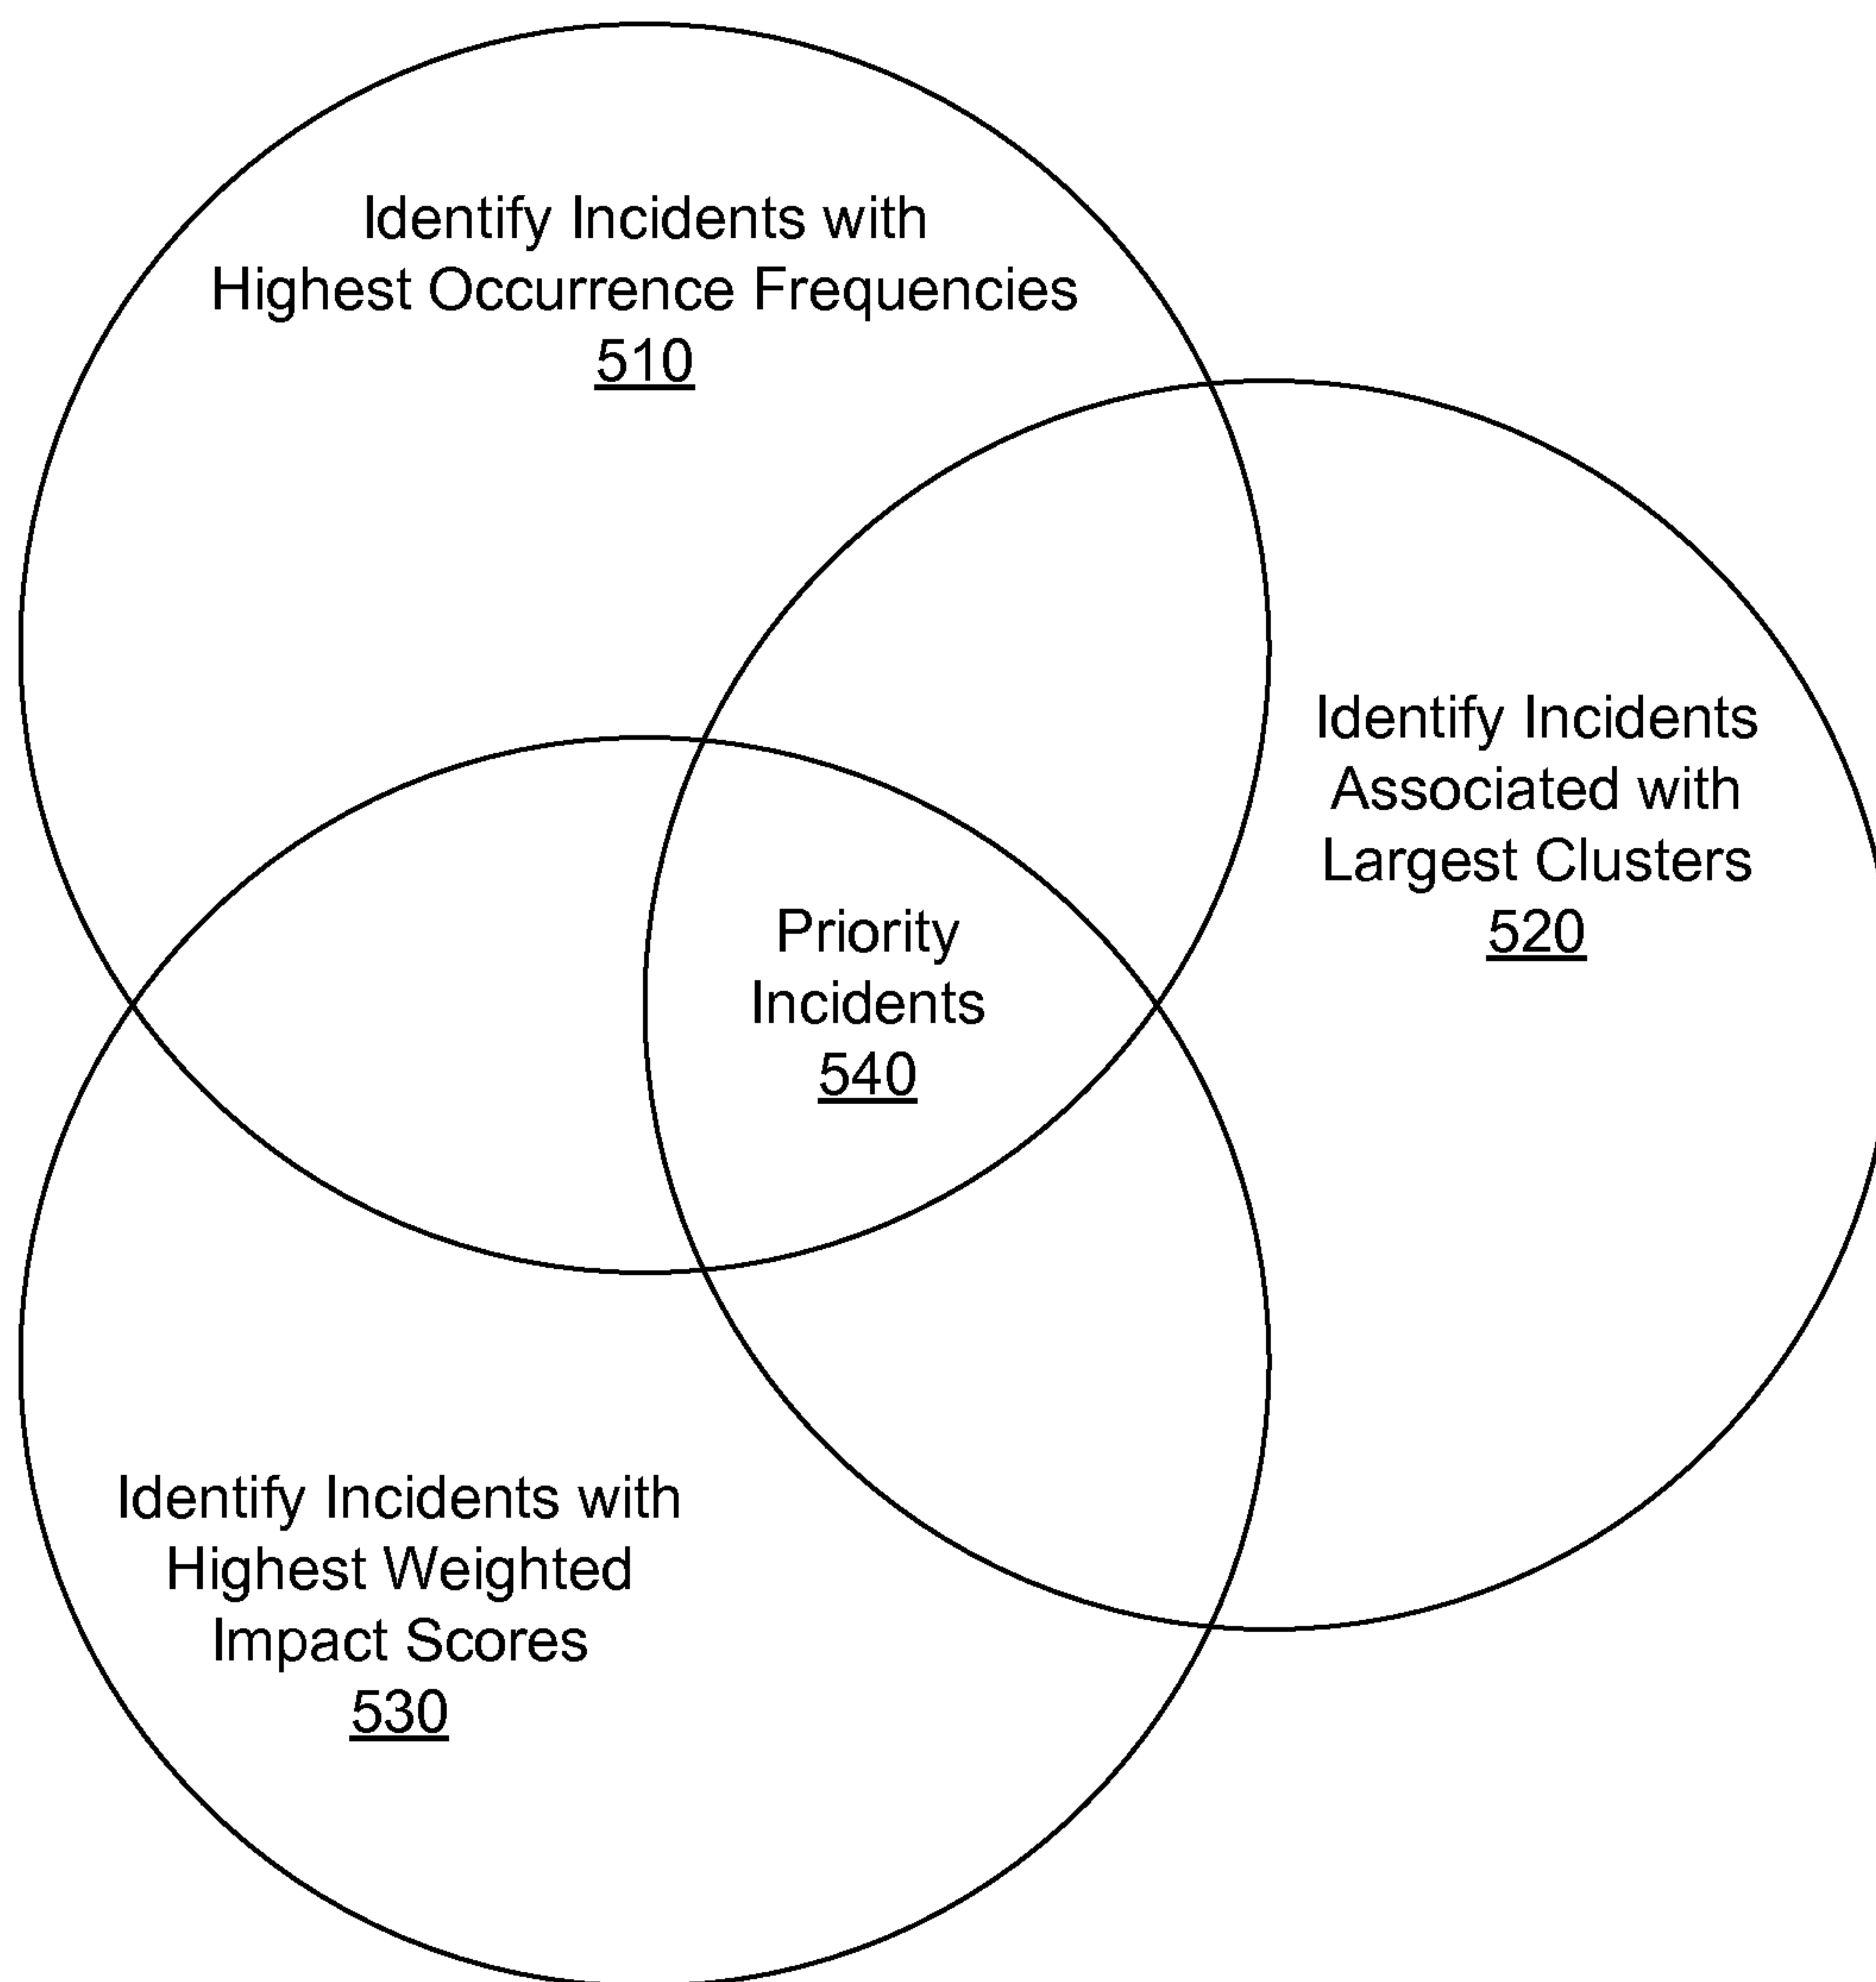 Identify Incidents with
Highest Occurrence Frequencies
510
Identify Incidents
Associated with
Largest Clusters
520
Priority
Incidents
540
Identify Incidents with
Highest Weighted
Impact Scores
530